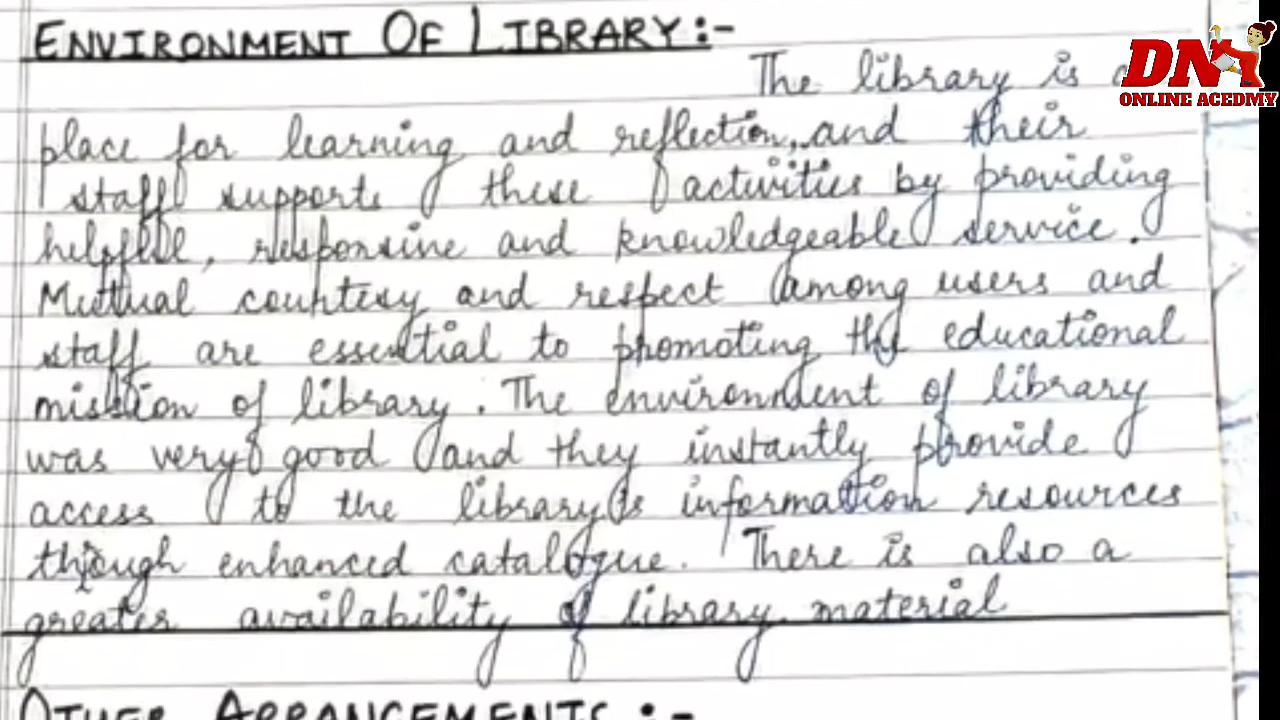 ENVIRONMENT OF LIBRARY:-
The library is a
DN
ONLINE ACEDMY
place for learning and reflection, and their
staff supports these activities by providing
helpful, responsive and knowledgeable service.
Mutual courtesy and respect among users and
staff are essential to promoting the educational
mission of library. The environment of library
was very good and they instantly provide
access to the library's information resources
through enhanced catalogue. There is also a
greater availability of library material
OTHER ARRANGEMENTS:-